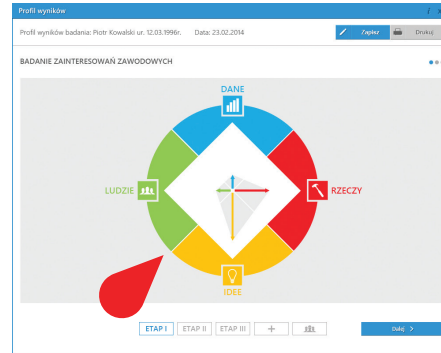 Profil wyników
Profil wyników badania: Piotr Kowalski ur. 12.03.1996r. Data: 23.02.2014
Zapisz
Drukuj
BADANIE ZAINTERESOWAŃ ZAWODOWYCH
DANE
LUDZIE
RZECZY
IDEE
ETAP I ETAP II ETAP III +
Dalej >